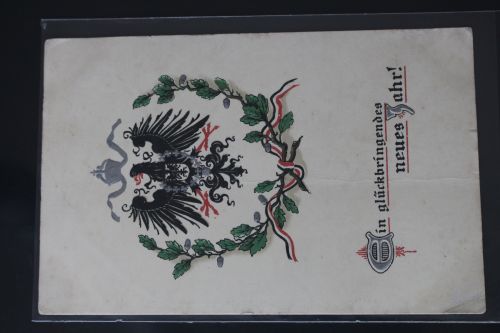 Ein glückbringendes
neues Jahr!